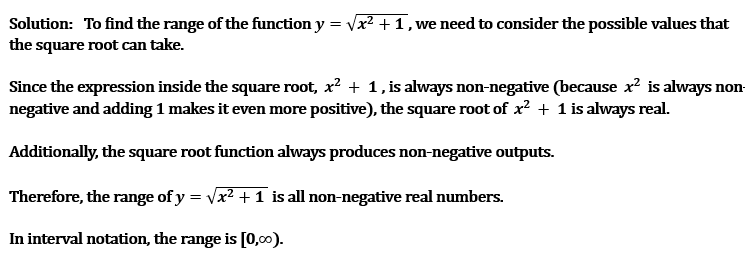 Solution: To find the range of the function y = √x² + 1 , we need to consider the possible values that
the square root can take.
Since the expression inside the square root, x² + 1 , is always non-negative (because x² is always non-
negative and adding 1 makes it even more positive), the square root of x² + 1 is always real.
Additionally, the square root function always produces non-negative outputs.
Therefore, the range of y = √x² + 1 is all non-negative real numbers.
In interval notation, the range is [0,∞).